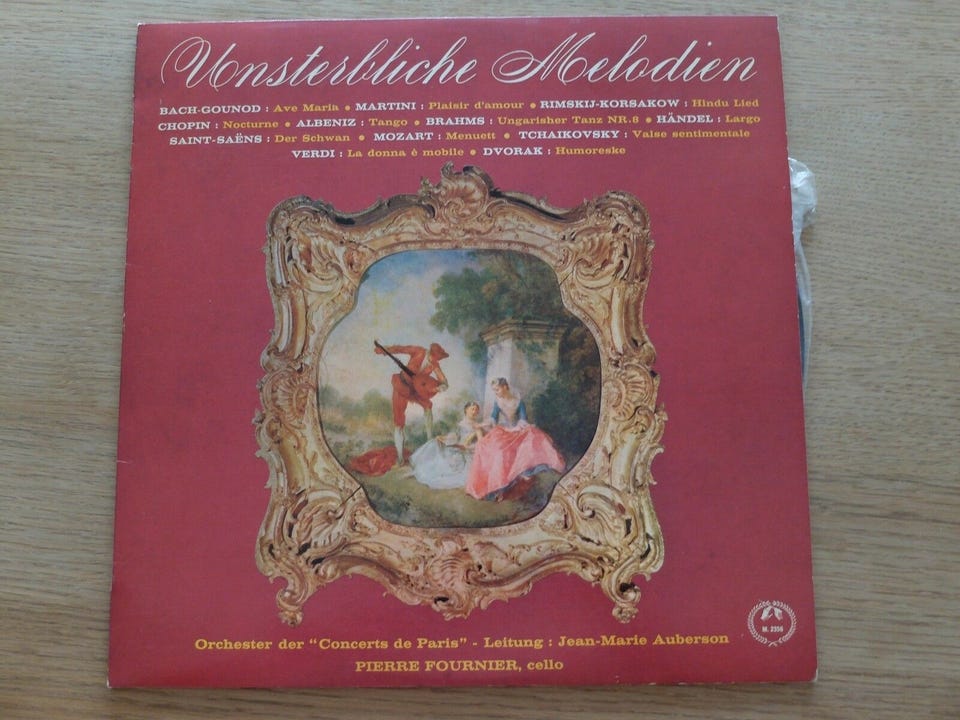 Unsterbliche Melodien
BACH-GOUNOD : Ave Maria • MARTINI : Plaisir d'amour • RIMSKIJ-KORSAKOW : Hindu Lied
CHOPIN : Nocturne • ALBENIZ : Tango • BRAHMS : Ungarisher Tanz NR.8 • HÄNDEL : Largo
SAINT-SAËNS : Der Schwan • MOZART : Menuett • TCHAIKOVSKY : Valse sentimentale
VERDI : La donna è mobile • DVORAK : Humoreske
Orchester der "Concerts de Paris" - Leitung : Jean-Marie Auberson
PIERRE FOURNIER, cello
M. 2356